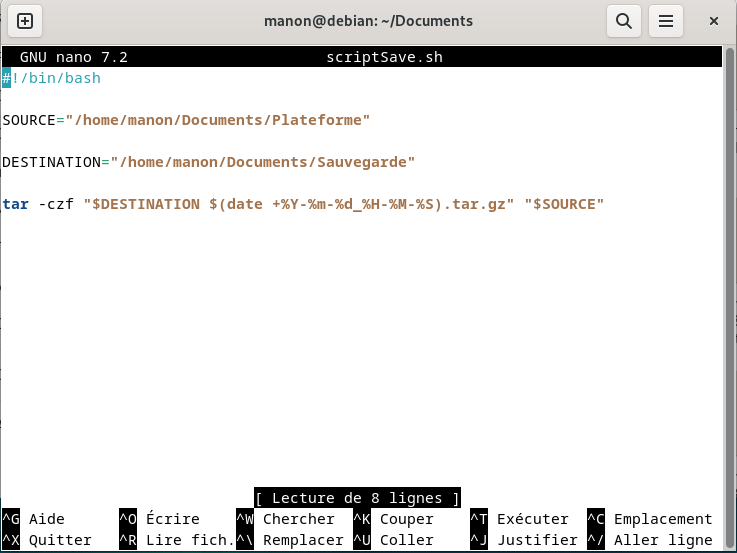 manon@debian: ~/Documents
GNU nano 7.2 scriptSave.sh
#!/bin/bash
SOURCE="/home/manon/Documents/Plateforme"
DESTINATION="/home/manon/Documents/Sauvegarde"
tar -czf "$DESTINATION $(date +%Y-%m-%d_%H-%M-%S).tar.gz" "$SOURCE"
[ Lecture de 8 lignes ]
^G Aide ^O Écrire ^W Chercher ^K Couper ^T Exécuter ^C Emplacement
^X Quitter ^R Lire fich. ^\ Remplacer ^U Coller ^J Justifier ^/ Aller ligne